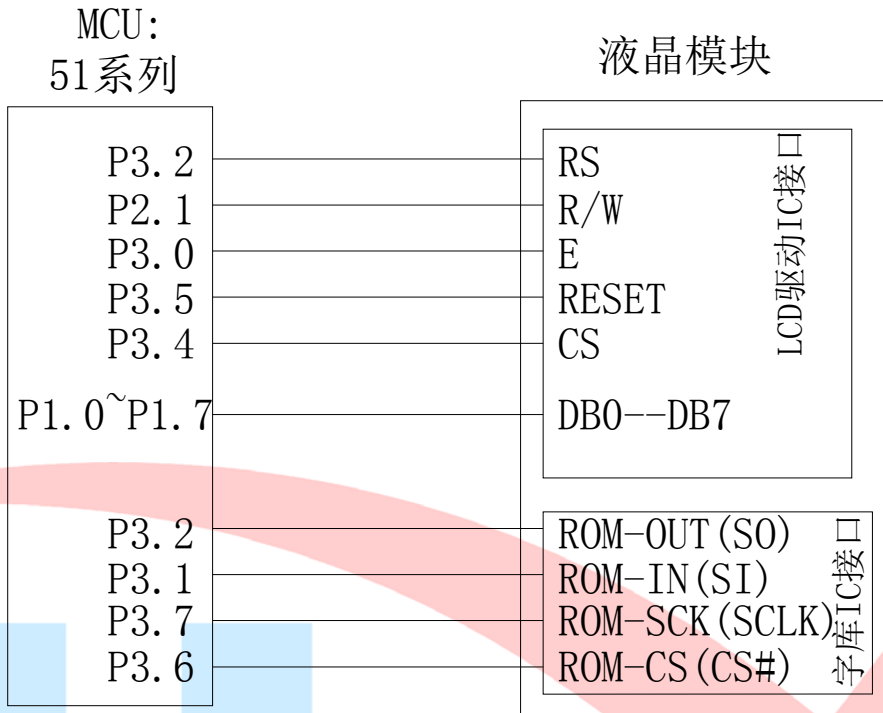 MCU:
51系列
液晶模块
P3.2
P2.1
P3.0
P3.5
P3.4
P1.0~P1.7
P3.2
P3.1
P3.7
P3.6
RS
R/W
E
RESET
CS
DB0--DB7
LCD驱动IC接口
ROM-OUT(SO)
ROM-IN(SI)
ROM-SCK(SCLK)
ROM-CS(CS#)
字库IC接口